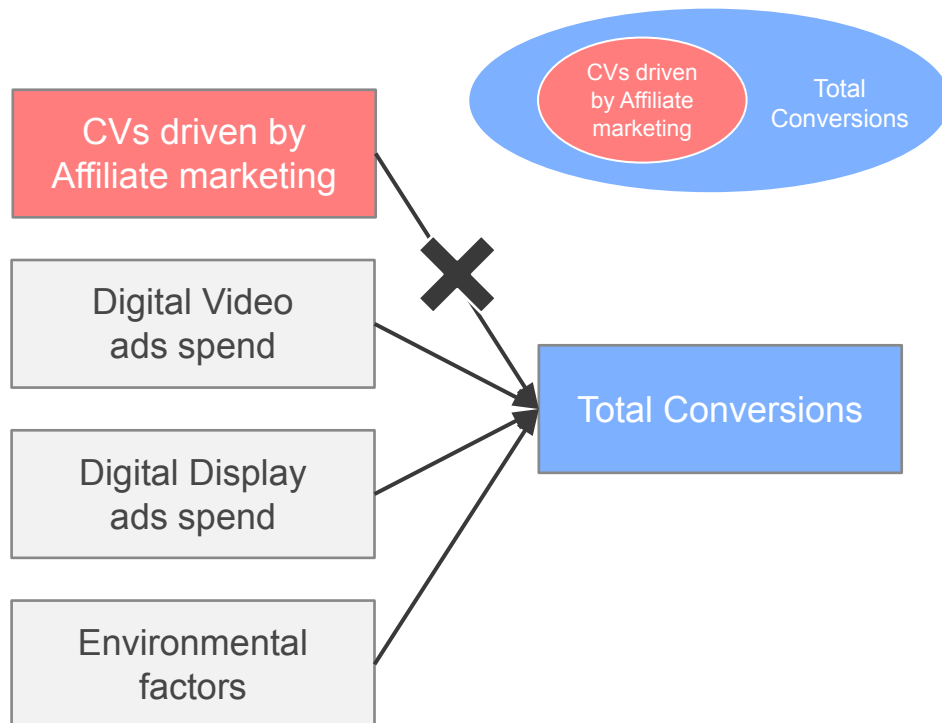 CVs driven by
Affiliate marketing
CVs driven
by Affiliate
marketing
Total
Conversions
Digital Video
ads spend
Total Conversions
Digital Display
ads spend
Environmental
factors